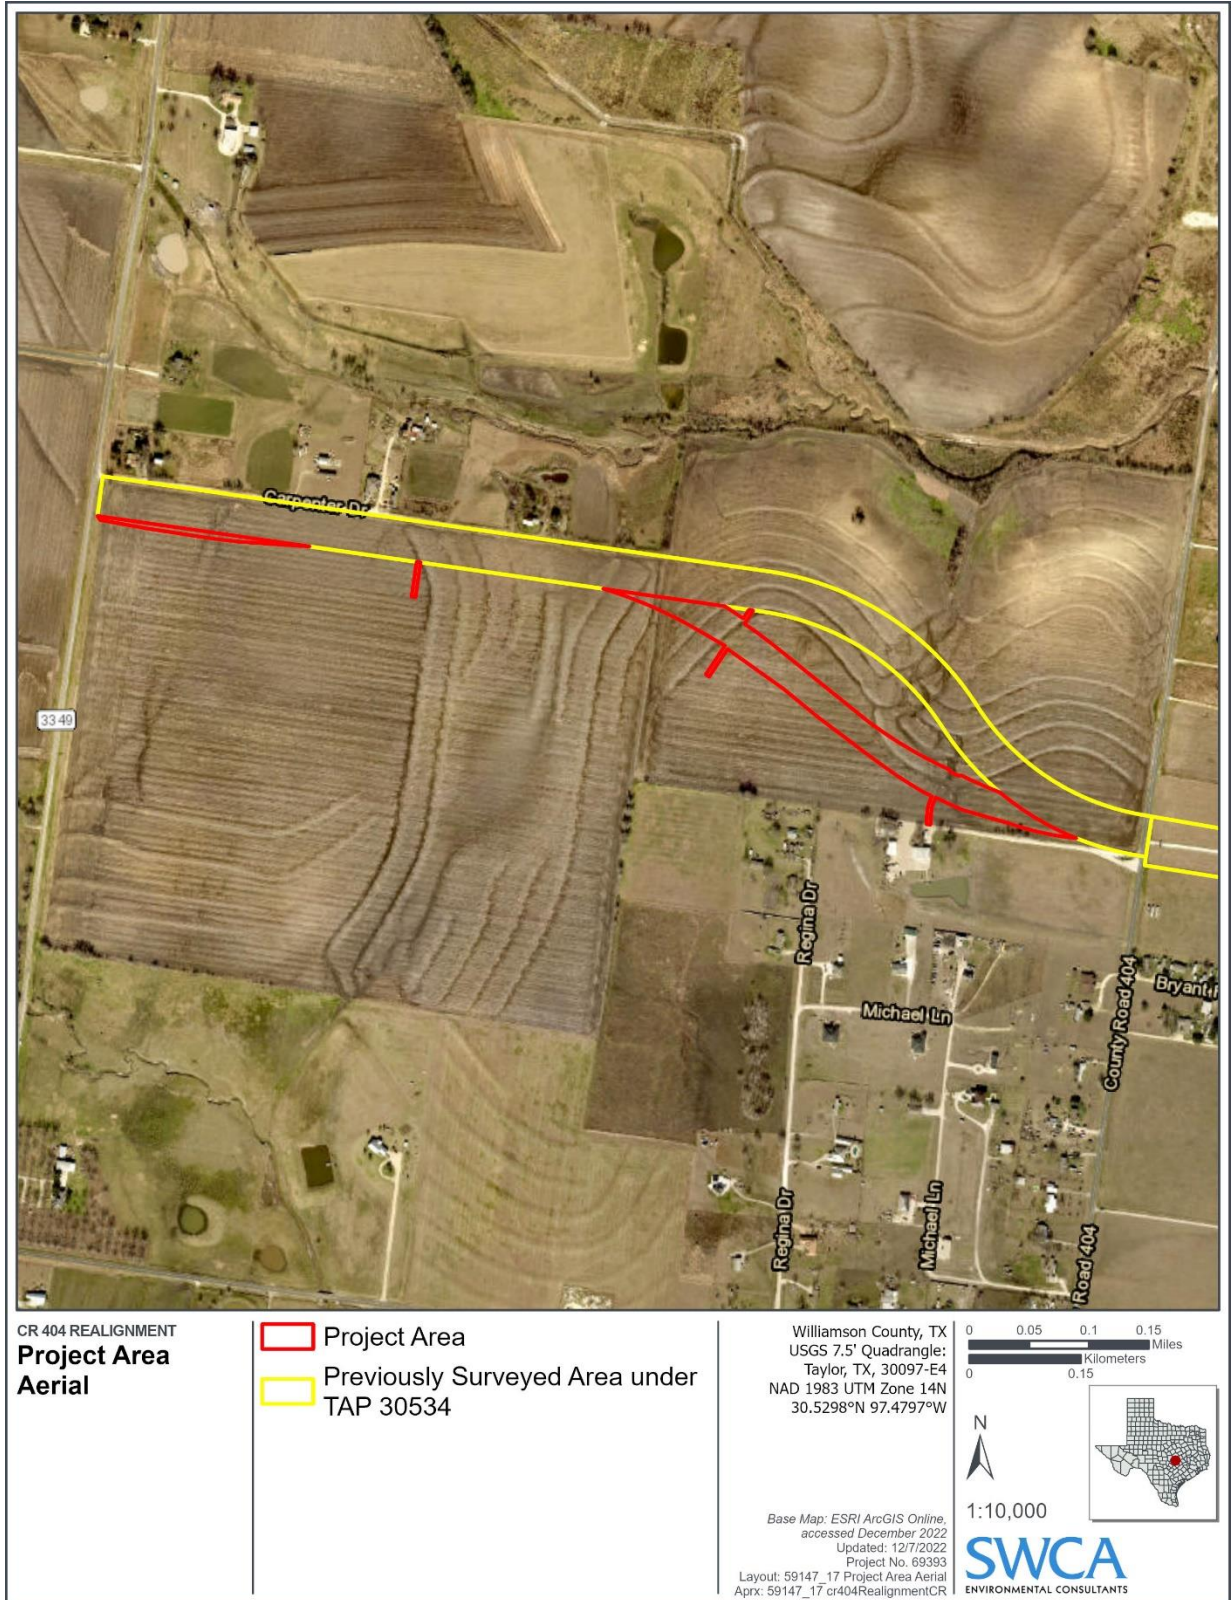 Carpenter Dr
33 49
Regina Dr
Michael Ln
County Road 404
Regina Dr
Michael Ln
Road 404
CR 404 REALIGNMENT
Project Area
Aerial
Project Area
Previously Surveyed Area under
TAP 30534
Williamson County, TX
USGS 7.5' Quadrangle:
Taylor, TX, 30097-E4
NAD 1983 UTM Zone 14N
30.5298°N 97.4797°W
Base Map: ESRI ArcGIS Online,
accessed December 2022
Updated: 12/7/2022
Project No. 69393
Layout: 59147_17 Project Area Aerial
Aprx: 59147_17 cr404RealignmentCR
0 0.05 0.1 0.15
Miles
Kilometers
0 0.15
N
1:10,000
SWCA
ENVIRONMENTAL CONSULTANTS